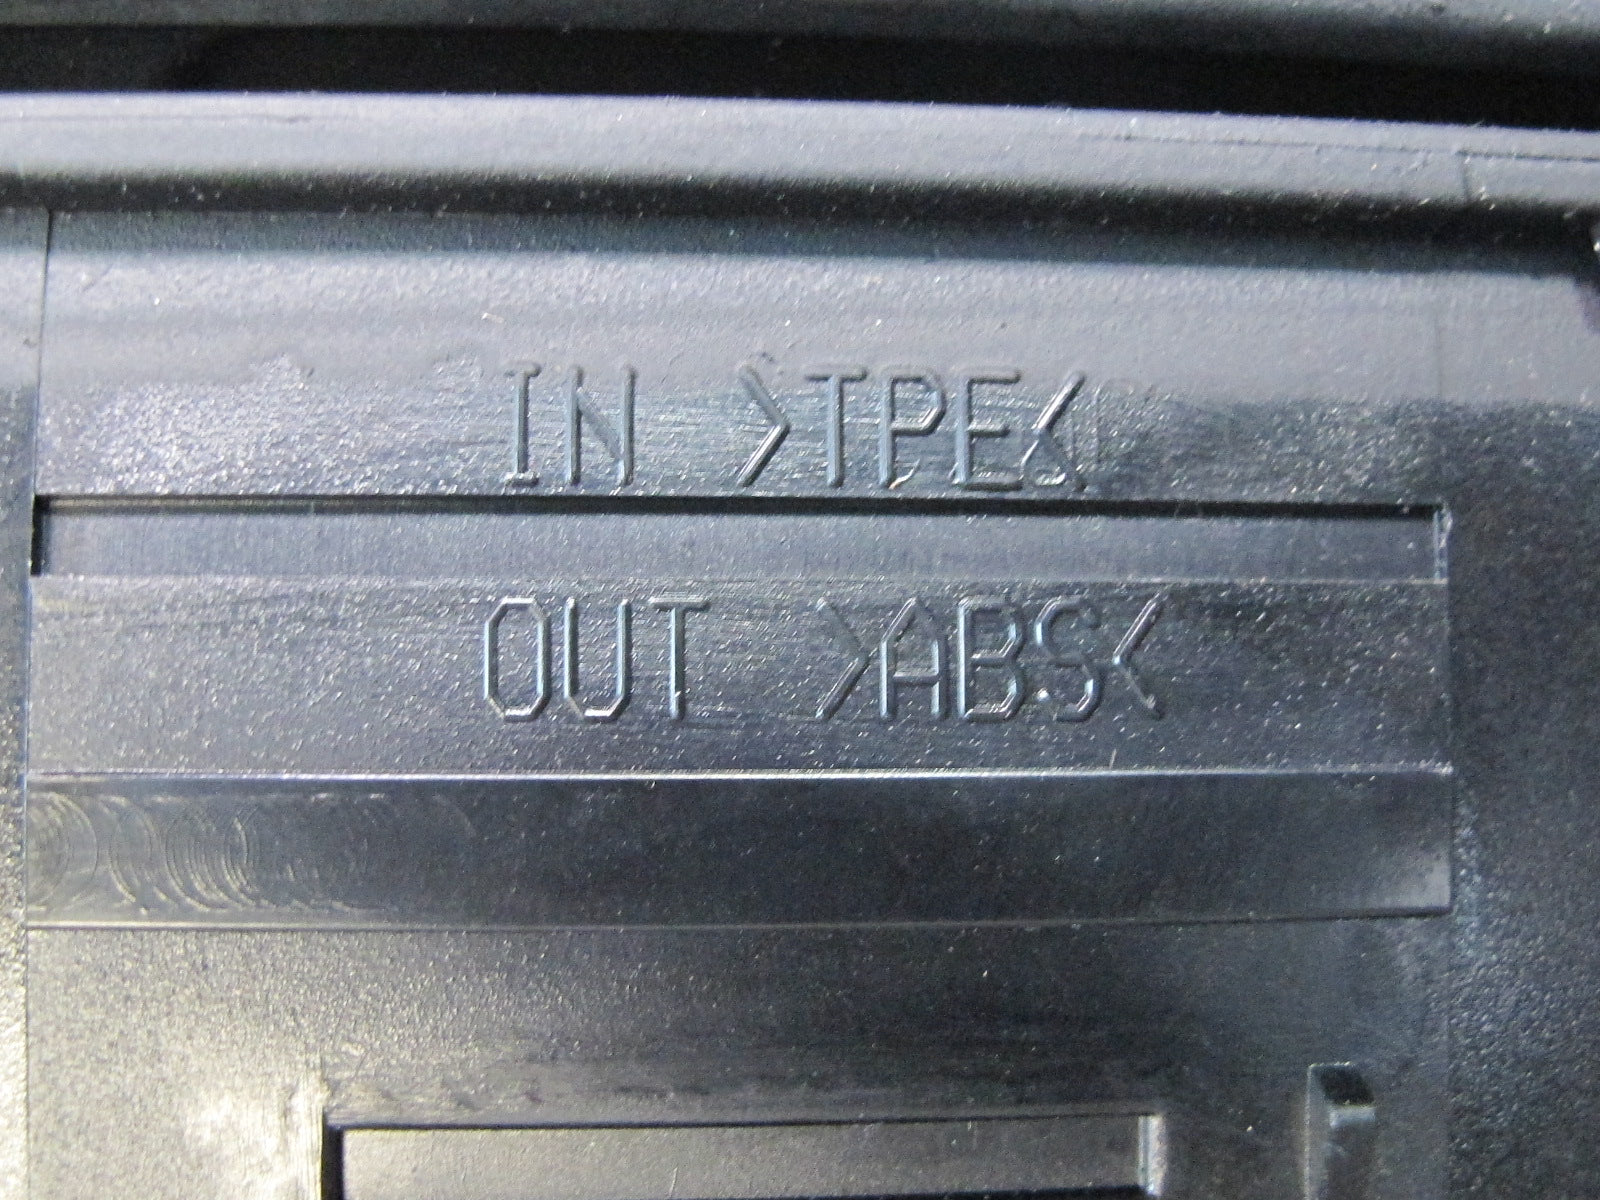 IN >TPE<
OUT >ABS<